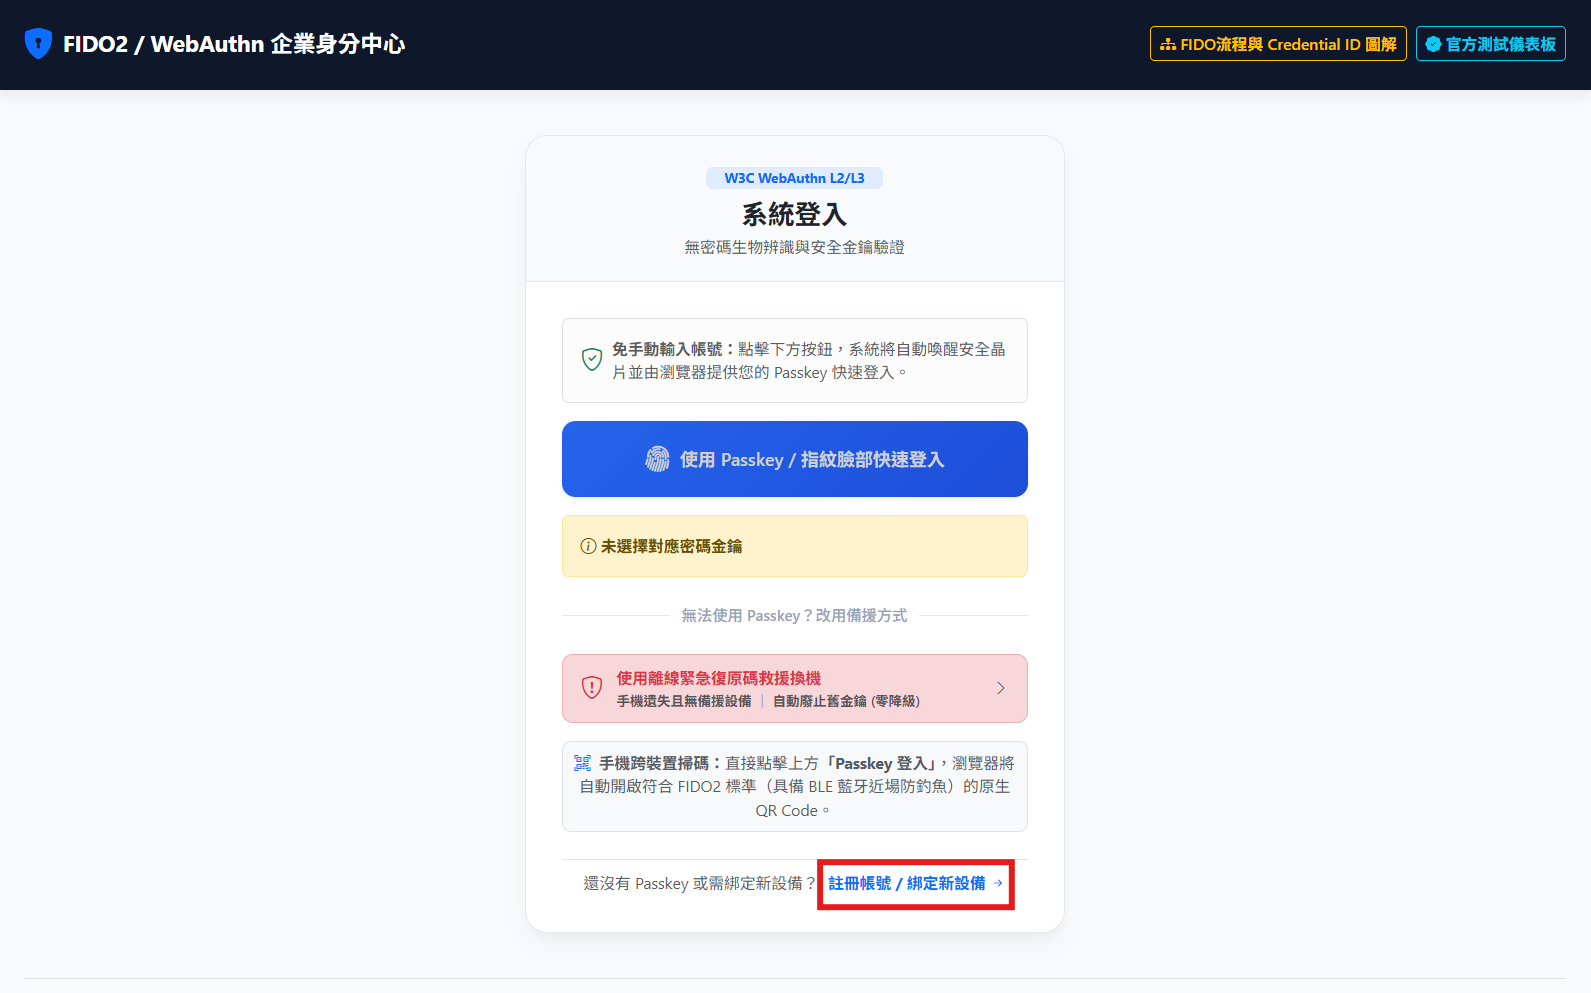 FIDO2 / WebAuthn 企業身分中心
FIDO流程與 Credential ID 圖解
官方測試儀表板
W3C WebAuthn L2/L3
系統登入
無密碼生物辨識與安全金鑰驗證
免手動輸入帳號：點擊下方按鈕，系統將自動喚醒安全晶
片並由瀏覽器提供您的 Passkey 快速登入。
使用 Passkey / 指紋臉部快速登入
未選擇對應密碼金鑰
無法使用 Passkey？改用備援方式
使用離線緊急復原碼救援換機
手機遺失且無備援設備 ｜ 自動廢止舊金鑰 (零降級)
手機跨裝置掃碼：直接點擊上方「Passkey 登入」，瀏覽器將
自動開啟符合 FIDO2 標準（具備 BLE 藍牙近場防釣魚）的原生
QR Code。
還沒有 Passkey 或需綁定新設備？ 註冊帳號 / 綁定新設備 →